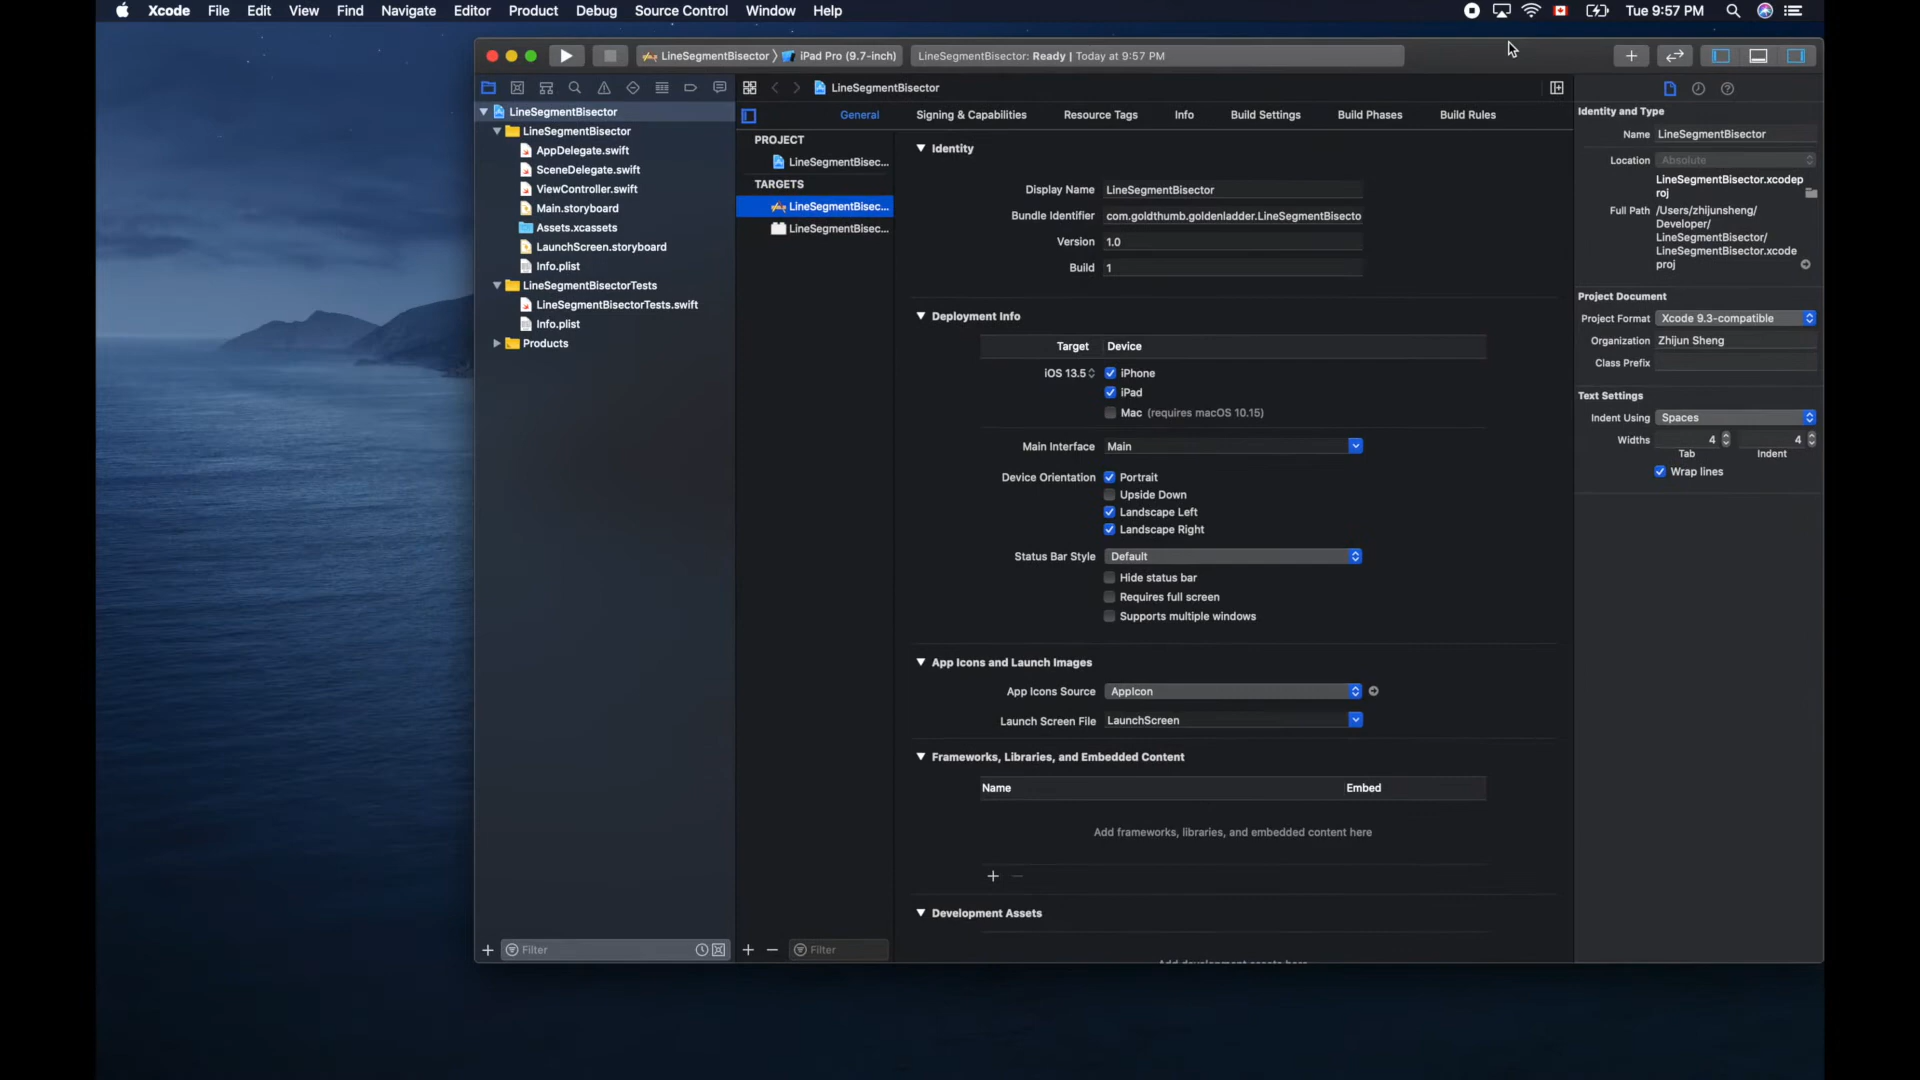 Xcode File Edit View Find Navigate Editor Product Debug Source Control Window Help
Tue 9:57 PM
LineSegmentBisector iPad Pro (9.7-inch)
LineSegmentBisector: Ready | Today at 9:57 PM
LineSegmentBisector
LineSegmentBisector
AppDelegate.swift
SceneDelegate.swift
ViewController.swift
Main.storyboard
Assets.xcassets
LaunchScreen.storyboard
Info.plist
LineSegmentBisectorTests
LineSegmentBisectorTests.swift
Info.plist
Products
Filter
LineSegmentBisector
General Signing & Capabilities Resource Tags Info Build Settings Build Phases Build Rules
PROJECT
LineSegmentBisec...
TARGETS
LineSegmentBisec...
LineSegmentBisec...
Filter
Identity
Display Name LineSegmentBisector
Bundle Identifier com.goldthumb.goldenladder.LineSegmentBisecto
Version 1.0
Build 1
Deployment Info
Target Device
iOS 13.5 iPhone
iPad
Mac (requires macOS 10.15)
Main Interface Main
Device Orientation Portrait
Upside Down
Landscape Left
Landscape Right
Status Bar Style Default
Hide status bar
Requires full screen
Supports multiple windows
App Icons and Launch Images
App Icons Source AppIcon
Launch Screen File LaunchScreen
Frameworks, Libraries, and Embedded Content
Name Embed
Add frameworks, libraries, and embedded content here
Development Assets
Add development assets here
Identity and Type
Name LineSegmentBisector
Location Absolute
LineSegmentBisector.xcodep
roj
Full Path /Users/zhijunsheng/
Developer/
LineSegmentBisector/
LineSegmentBisector.xcode
proj
Project Document
Project Format Xcode 9.3-compatible
Organization Zhijun Sheng
Class Prefix
Text Settings
Indent Using Spaces
Widths 4 4
Tab Indent
Wrap lines